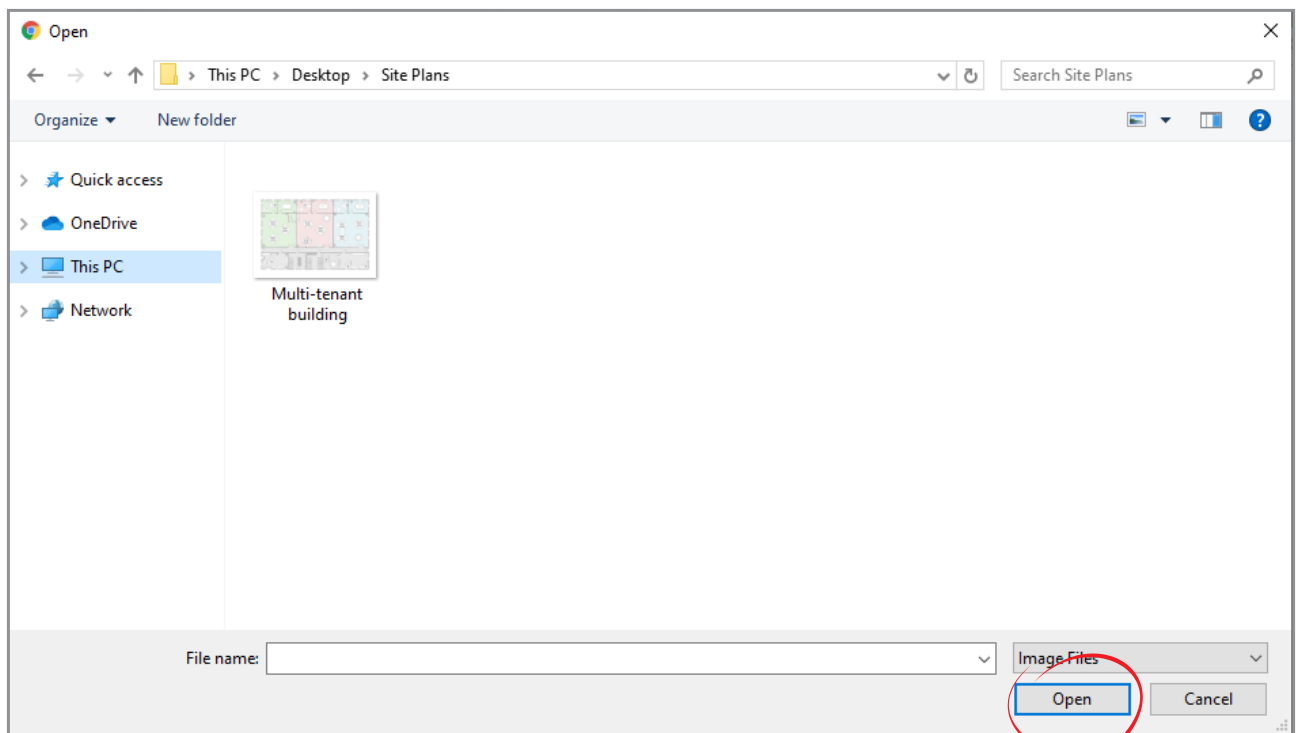 Open
This PC > Desktop > Site Plans
Search Site Plans
Organize
New folder
?
Quick access
OneDrive
This PC
Network
Multi-tenant
building
File name:
Image Files
Open
Cancel